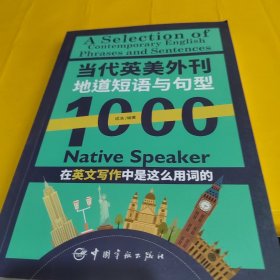 A Selection of
Contemporary English
Phrases and Sentences
当代英美外刊
地道短语与句型
1000
编著
Native Speaker
在英文写作中是这么用词的
中国宇航出版社